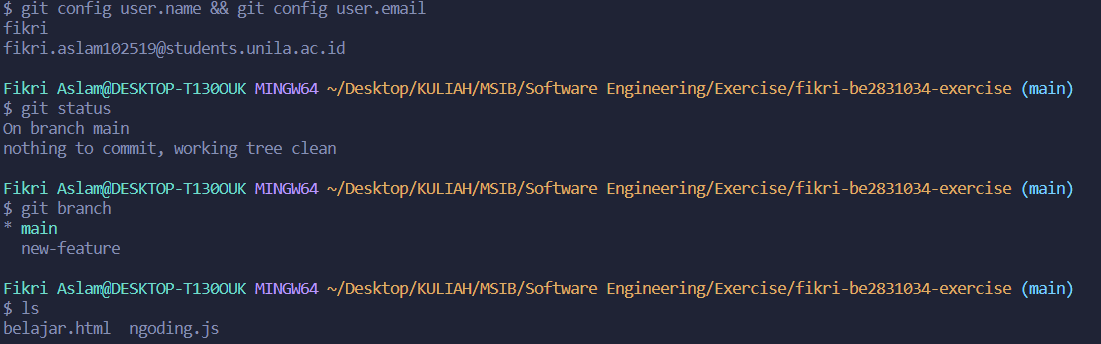 $ git config user.name && git config user.email
fikri
fikri.aslam102519@students.unila.ac.id
Fikri Aslam@DESKTOP-T130OUK MINGW64 ~/Desktop/KULIAH/MSIB/Software Engineering/Exercise/fikri-be2831034-exercise (main)
$ git status
On branch main
nothing to commit, working tree clean
Fikri Aslam@DESKTOP-T130OUK MINGW64 ~/Desktop/KULIAH/MSIB/Software Engineering/Exercise/fikri-be2831034-exercise (main)
$ git branch
* main
  new-feature
Fikri Aslam@DESKTOP-T130OUK MINGW64 ~/Desktop/KULIAH/MSIB/Software Engineering/Exercise/fikri-be2831034-exercise (main)
$ ls
belajar.html  ngoding.js